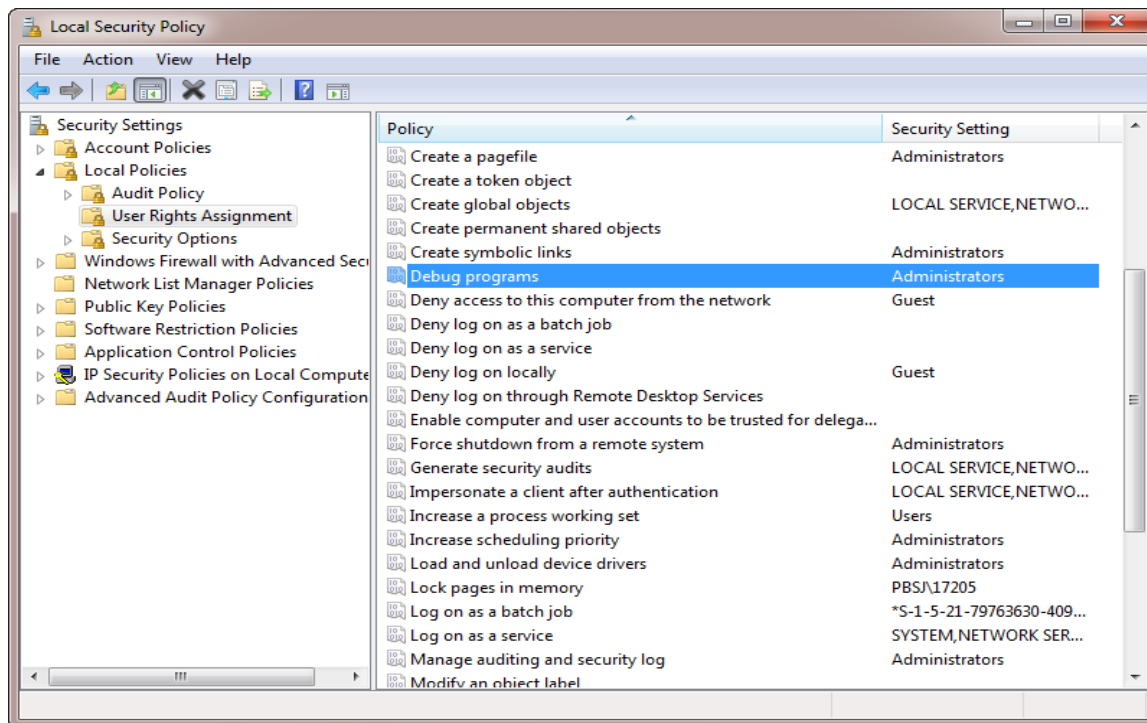 Local Security Policy
File Action View Help
Security Settings
Account Policies
Local Policies
Audit Policy
User Rights Assignment
Security Options
Windows Firewall with Advanced Secu
Network List Manager Policies
Public Key Policies
Software Restriction Policies
Application Control Policies
IP Security Policies on Local Compute
Advanced Audit Policy Configuration
Policy Security Setting
Create a pagefile Administrators
Create a token object
Create global objects LOCAL SERVICE,NETWO...
Create permanent shared objects
Create symbolic links Administrators
Debug programs Administrators
Deny access to this computer from the network Guest
Deny log on as a batch job
Deny log on as a service
Deny log on locally Guest
Deny log on through Remote Desktop Services
Enable computer and user accounts to be trusted for delega...
Force shutdown from a remote system Administrators
Generate security audits LOCAL SERVICE,NETWO...
Impersonate a client after authentication LOCAL SERVICE,NETWO...
Increase a process working set Users
Increase scheduling priority Administrators
Load and unload device drivers Administrators
Lock pages in memory PBSJ\17205
Log on as a batch job *S-1-5-21-79763630-409...
Log on as a service SYSTEM,NETWORK SER...
Manage auditing and security log Administrators
Modify an object label